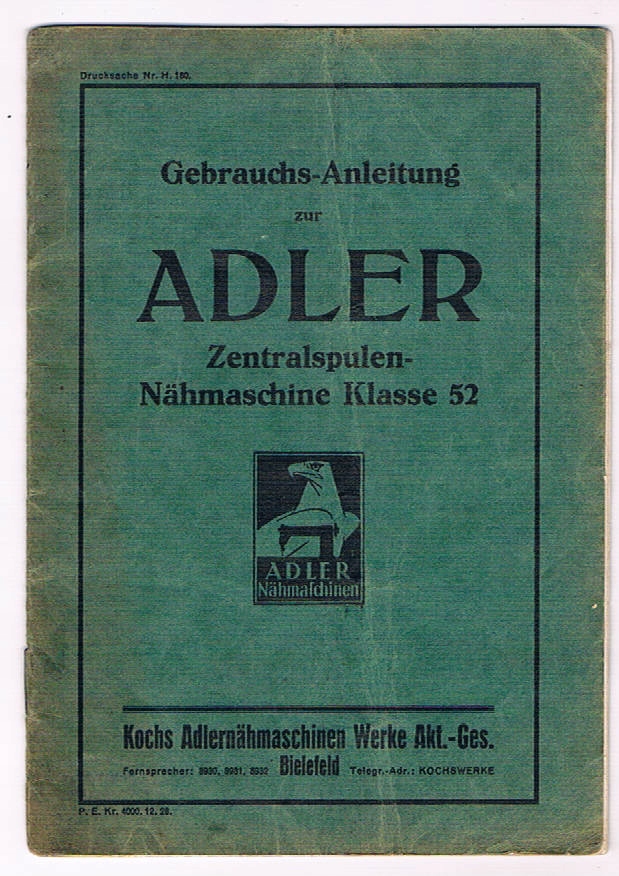 Drucksache Nr. H. 180.
Gebrauchs-Anleitung
zur
ADLER
Zentralspulen-
Nähmaschine Klasse 52
ADLER
Nähmaſchinen
Kochs Adlernähmaschinen Werke Akt.-Ges.
Fernsprecher: 8930, 8931, 8932 Bielefeld Telegr.-Adr.: KOCHSWERKE
P. E. Kr. 4000. 12. 28.